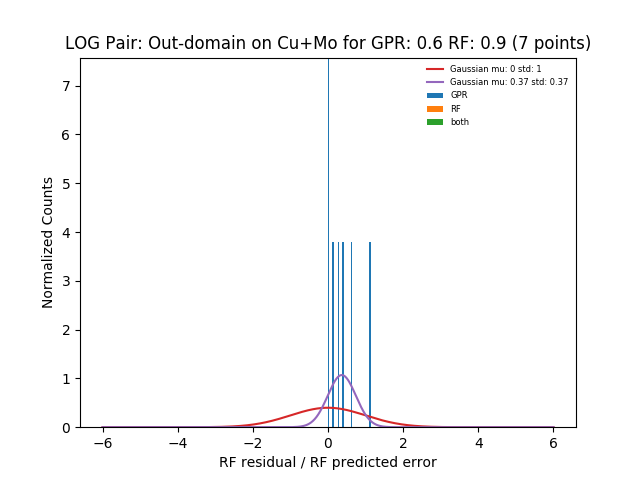 LOG Pair: Out-domain on Cu+Mo for GPR: 0.6 RF: 0.9 (7 points)
Gaussian mu: 0 std: 1
Gaussian mu: 0.37 std: 0.37
GPR
RF
both
Normalized Counts
7
6
5
4
3
2
1
0
−6 −4 −2 0 2 4 6
RF residual / RF predicted error